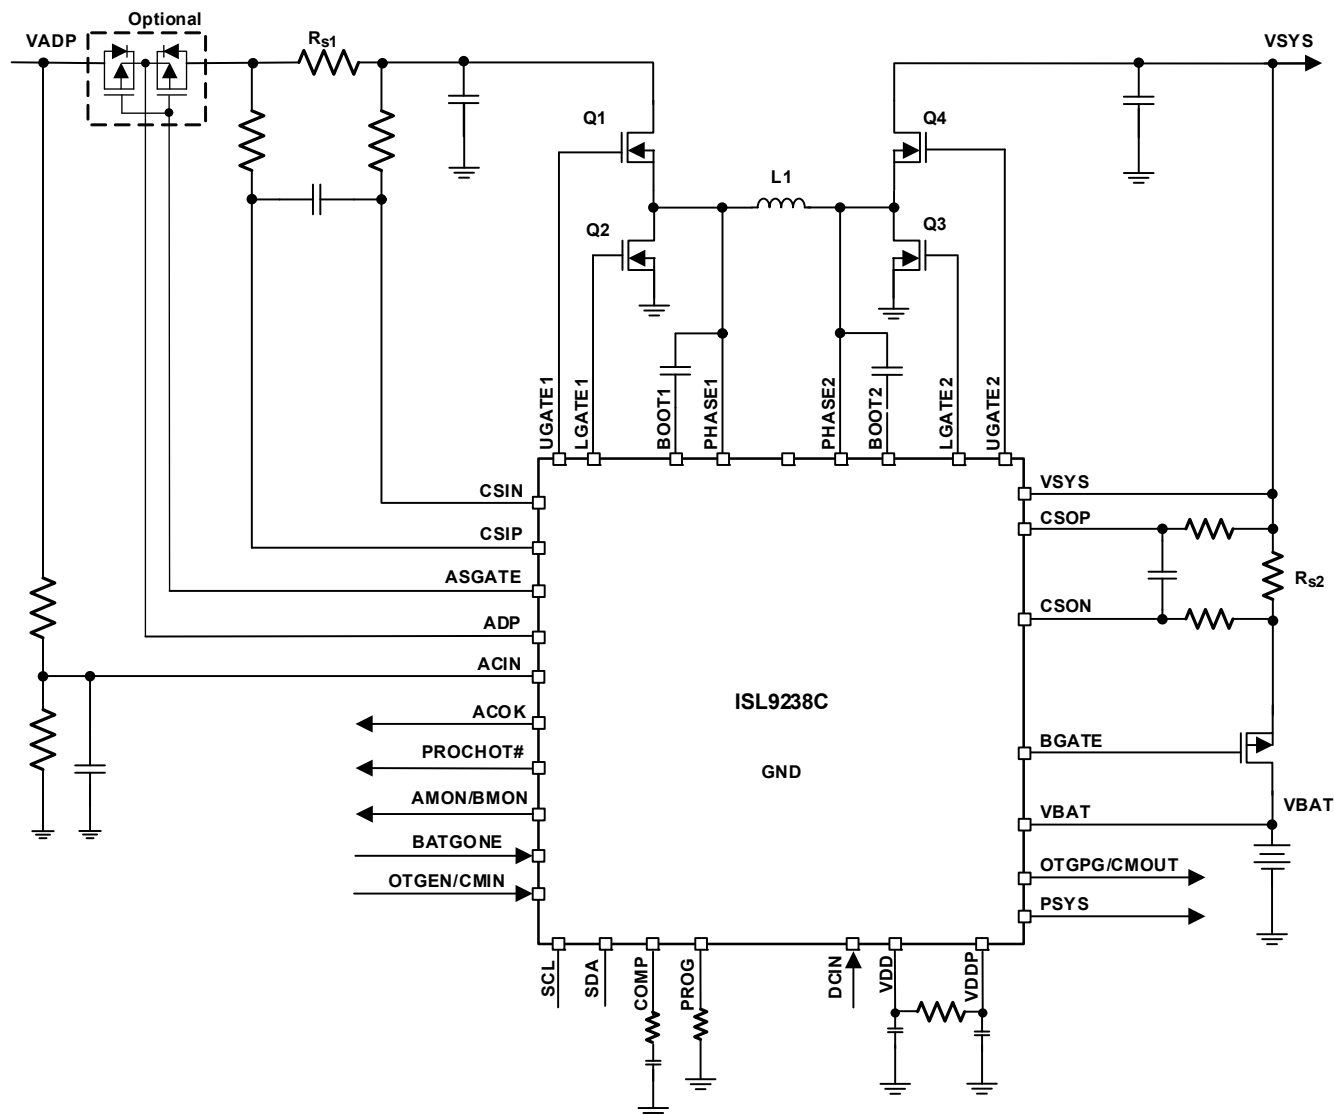 Optional
VADP
Rs1
VSYS
Q1
Q4
L1
Q2
Q3
UGATE1
LGATE1
BOOT1
PHASE1
PHASE2
BOOT2
LGATE2
UGATE2
CSIN
VSYS
CSOP
CSIP
ASGATE
Rs2
ADP
CSON
ACIN
ISL9238C
ACOK
BGATE
PROCHOT#
GND
AMON/BMON
VBAT
VBAT
BATGONE
OTGPG/CMOUT
OTGEN/CMIN
PSYS
SCL
SDA
COMP
PROG
DCIN
VDD
VDDP